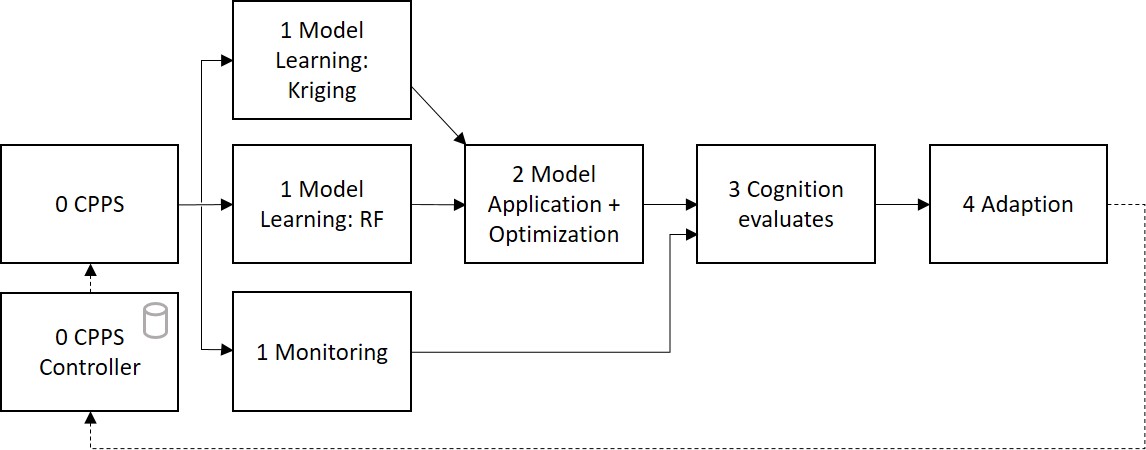 1 Model
Learning:
Kriging
0 CPPS
1 Model
Learning: RF
2 Model
Application +
Optimization
3 Cognition
evaluates
4 Adaption
0 CPPS
Controller
1 Monitoring